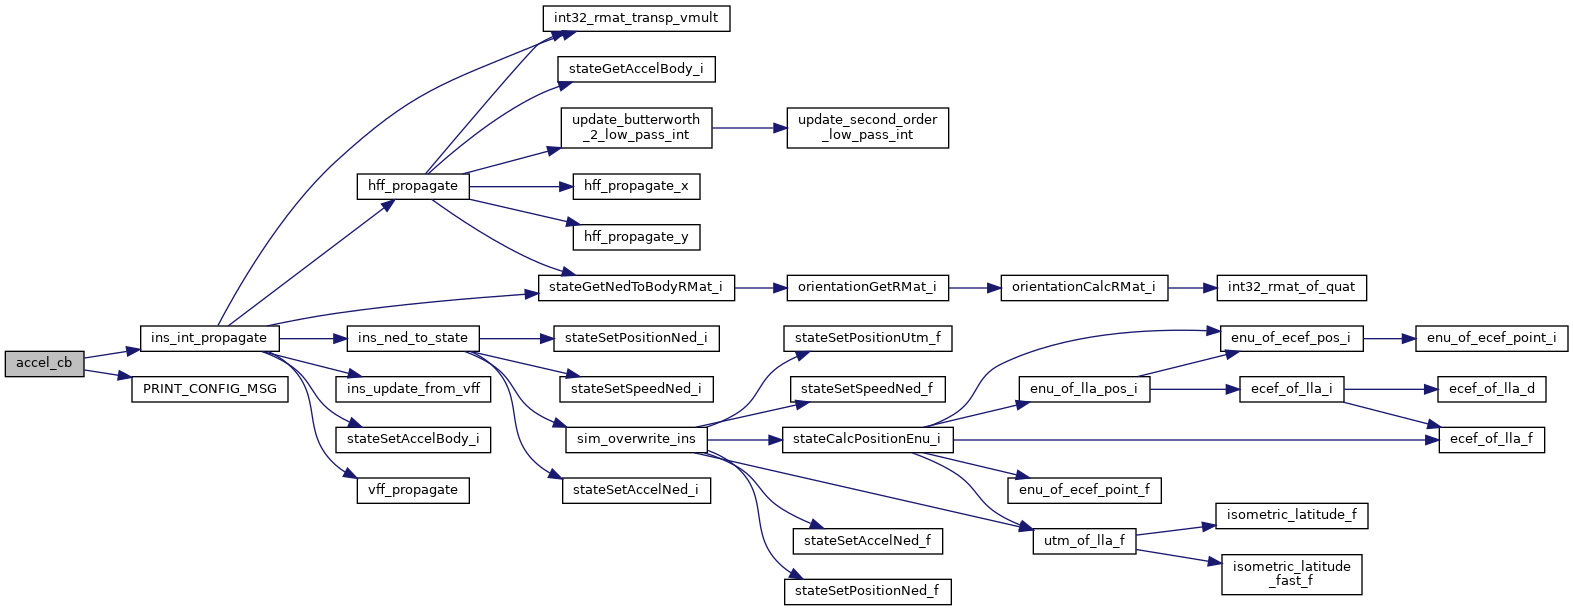 int32_rmat_transp_vmult
stateGetAccelBody_i
update_butterworth
_2_low_pass_int
update_second_order
_low_pass_int
hff_propagate
hff_propagate_x
hff_propagate_y
stateGetNedToBodyRMat_i
orientationGetRMat_i
orientationCalcRMat_i
int32_rmat_of_quat
accel_cb
ins_int_propagate
PRINT_CONFIG_MSG
ins_ned_to_state
ins_update_from_vff
stateSetAccelBody_i
vff_propagate
stateSetPositionNed_i
stateSetSpeedNed_i
sim_overwrite_ins
stateSetAccelNed_i
stateSetPositionUtm_f
stateSetSpeedNed_f
stateCalcPositionEnu_i
stateSetAccelNed_f
stateSetPositionNed_f
enu_of_ecef_pos_i
enu_of_ecef_point_i
enu_of_lla_pos_i
ecef_of_lla_i
ecef_of_lla_d
ecef_of_lla_f
enu_of_ecef_point_f
utm_of_lla_f
isometric_latitude_f
isometric_latitude
_fast_f